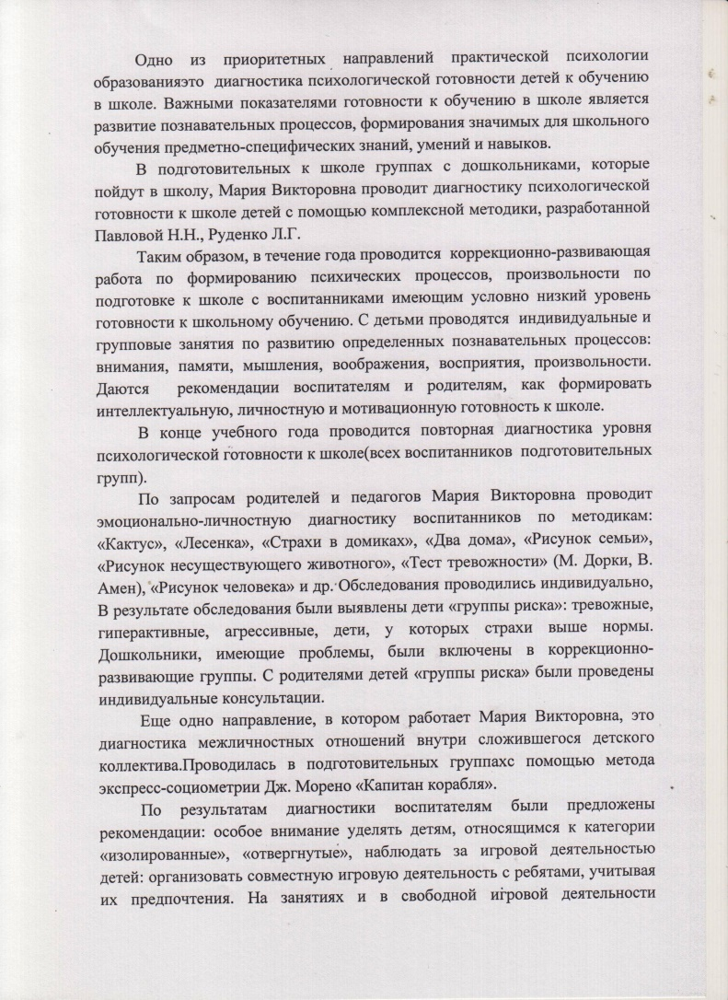 Одно из приоритетных направлений практической психологии
образованияэто диагностика психологической готовности детей к обучению
в школе. Важными показателями готовности к обучению в школе является
развитие познавательных процессов, формирования значимых для школьного
обучения предметно-специфических знаний, умений и навыков.
В подготовительных к школе группах с дошкольниками, которые
пойдут в школу, Мария Викторовна проводит диагностику психологической
готовности к школе детей с помощью комплексной методики, разработанной
Павловой Н.Н., Руденко Л.Г.
Таким образом, в течение года проводится коррекционно-развивающая
работа по формированию психических процессов, произвольности по
подготовке к школе с воспитанниками имеющим условно низкий уровень
готовности к школьному обучению. С детьми проводятся индивидуальные и
групповые занятия по развитию определенных познавательных процессов:
внимания, памяти, мышления, воображения, восприятия, произвольности.
Даются рекомендации воспитателям и родителям, как формировать
интеллектуальную, личностную и мотивационную готовность к школе.
В конце учебного года проводится повторная диагностика уровня
психологической готовности к школе(всех воспитанников подготовительных
групп).
По запросам родителей и педагогов Мария Викторовна проводит
эмоционально-личностную диагностику воспитанников по методикам:
«Кактус», «Лесенка», «Страхи в домиках», «Два дома», «Рисунок семьи»,
«Рисунок несуществующего животного», «Тест тревожности» (М. Дорки, В.
Амен), «Рисунок человека» и др. Обследования проводились индивидуально,
В результате обследования были выявлены дети «группы риска»: тревожные,
гиперактивные, агрессивные, дети, у которых страхи выше нормы.
Дошкольники, имеющие проблемы, были включены в коррекционно-
развивающие группы. С родителями детей «группы риска» были проведены
индивидуальные консультации.
Еще одно направление, в котором работает Мария Викторовна, это
диагностика межличностных отношений внутри сложившегося детского
коллектива.Проводилась в подготовительных группахс помощью метода
экспресс-социометрии Дж. Морено «Капитан корабля».
По результатам диагностики воспитателям были предложены
рекомендации: особое внимание уделять детям, относящимся к категории
«изолированные», «отвергнутые», наблюдать за игровой деятельностью
детей: организовать совместную игровую деятельность с ребятами, учитывая
их предпочтения. На занятиях и в свободной игровой деятельности